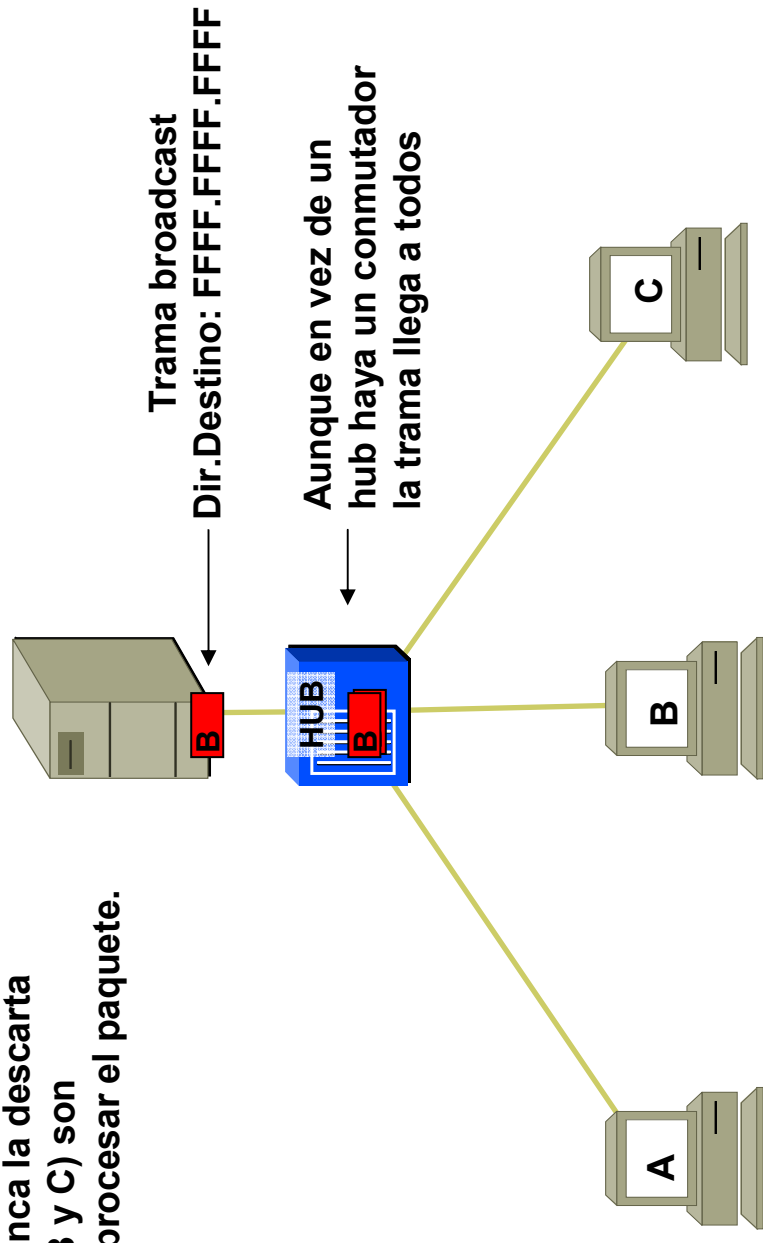 nca la descarta
y C) son
procesar el paquete.
Trama broadcast
Dir.Destino: FFFF.FFFF.FFFF
Aunque en vez de un
hub haya un conmutador
la trama llega a todos
B
HUB
B
A
B
C